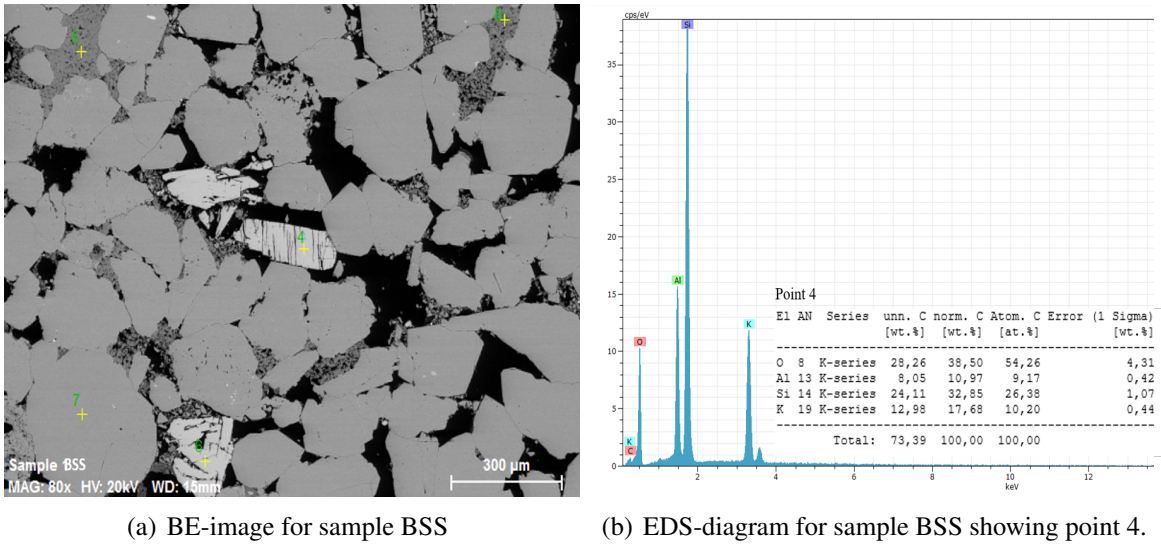 5
8
4
7
6
Sample BSS
MAG: 80x HV: 20kV WD: 15mm
300 µm
cps/eV
Si
Al
K
O
K
C
35
30
25
20
15
10
5
0
2
4
6
8
10
12
keV
Point 4
El AN Series unn. C norm. C Atom. C Error (1 Sigma)
[wt.%] [wt.%] [at.%] [wt.%]
O 8 K-series 28,26 38,50 54,26 4,31
Al 13 K-series 8,05 10,97 9,17 0,42
Si 14 K-series 24,11 32,85 26,38 1,07
K 19 K-series 12,98 17,68 10,20 0,44
Total: 73,39 100,00 100,00
(a) BE-image for sample BSS
(b) EDS-diagram for sample BSS showing point 4.